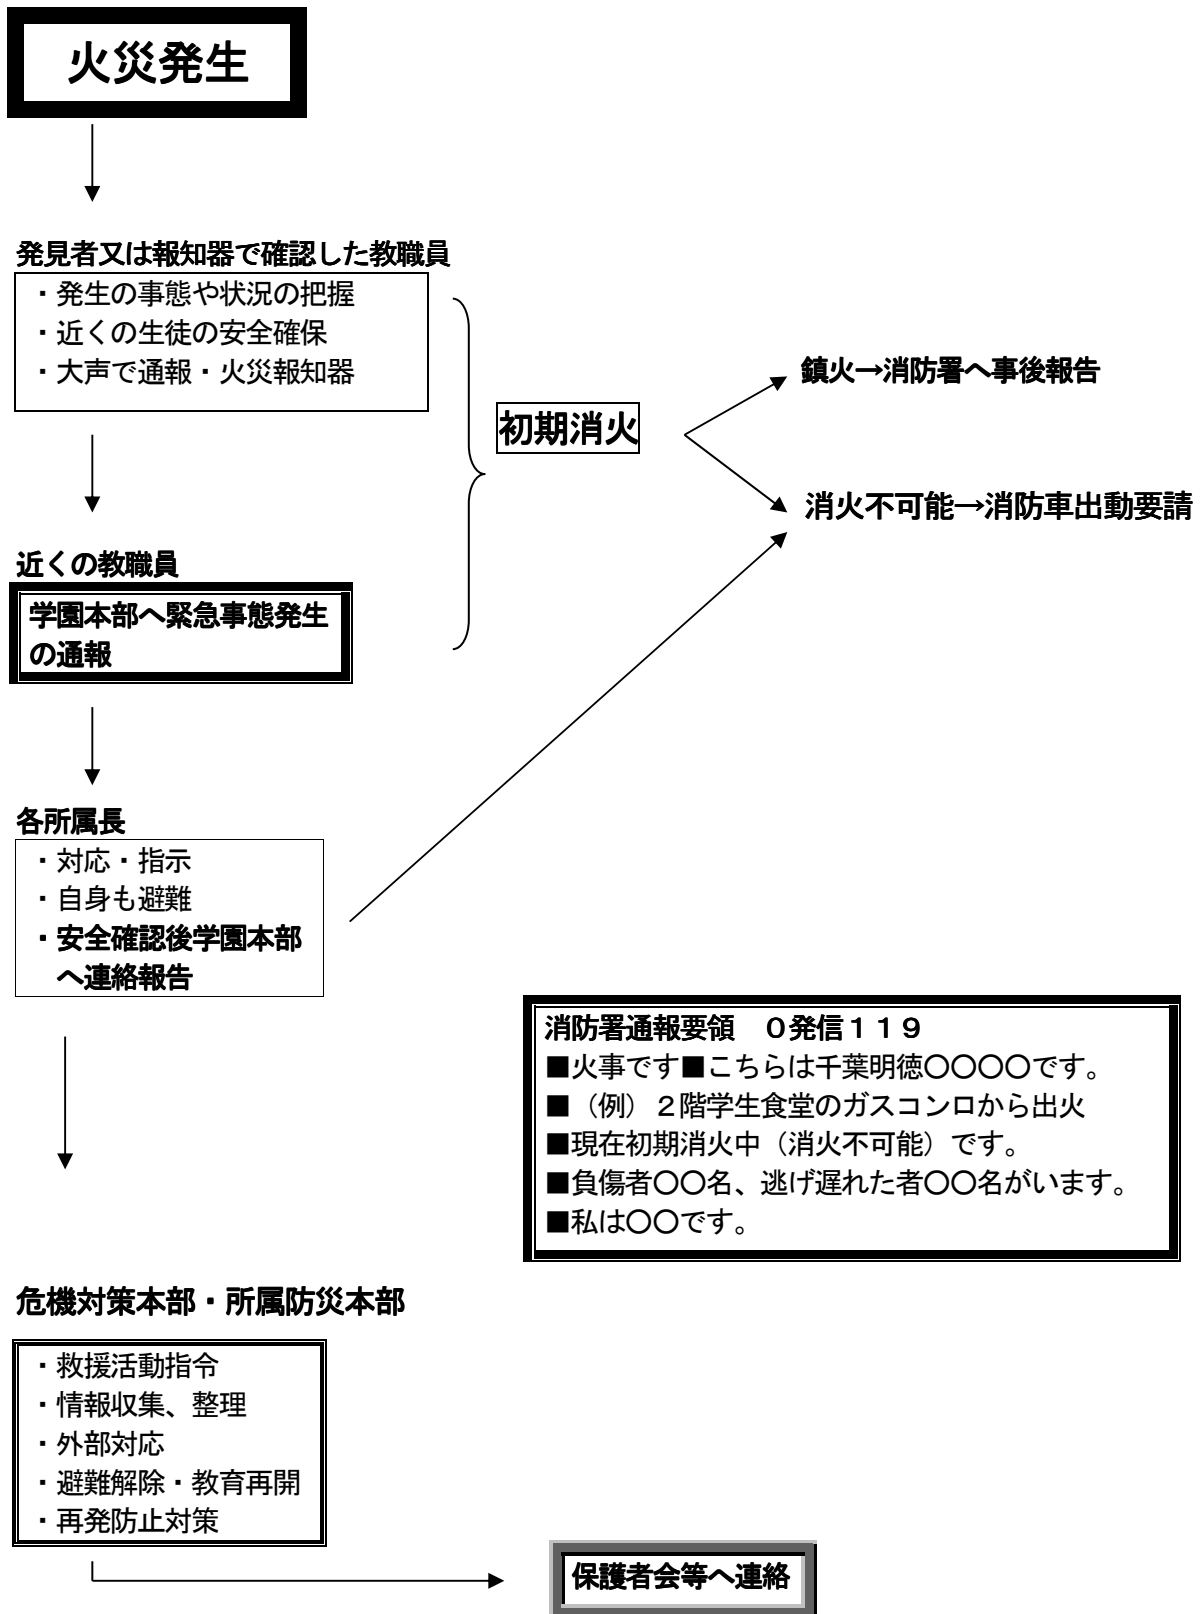 火災発生
発見者又は報知器で確認した教職員
・発生の事態や状況の把握
・近くの生徒の安全確保
・大声で通報・火災報知器
初期消火
鎮火→消防署へ事後報告
消火不可能→消防車出動要請
近くの教職員
学園本部へ緊急事態発生
の通報
各所属長
・対応・指示
・自身も避難
・安全確認後学園本部
へ連絡報告
消防署通報要領　０発信１１９
■火事です■こちらは千葉明徳〇〇〇〇です。
■（例）２階学生食堂のガスコンロから出火
■現在初期消火中（消火不可能）です。
■負傷者〇〇名、逃げ遅れた者〇〇名がいます。
■私は〇〇です。
危機対策本部・所属防災本部
・救援活動指令
・情報収集、整理
・外部対応
・避難解除・教育再開
・再発防止対策
保護者会等へ連絡